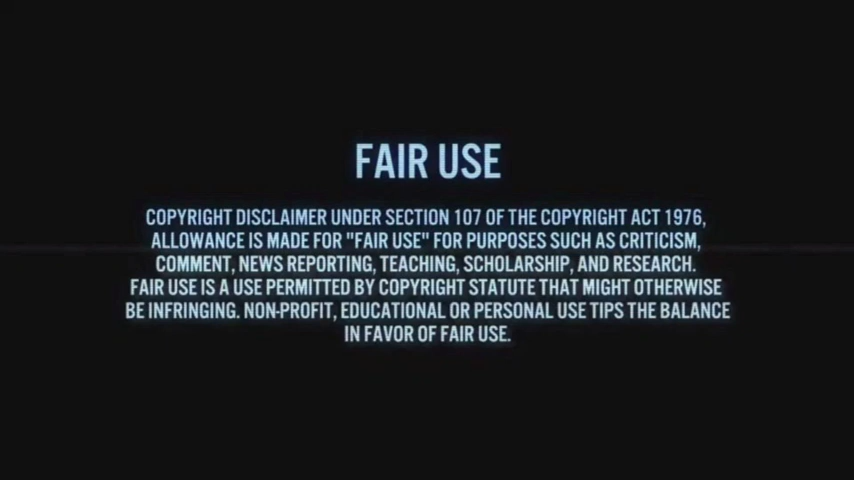 FAIR USE
COPYRIGHT DISCLAIMER UNDER SECTION 107 OF THE COPYRIGHT ACT 1976,
ALLOWANCE IS MADE FOR "FAIR USE" FOR PURPOSES SUCH AS CRITICISM,
COMMENT, NEWS REPORTING, TEACHING, SCHOLARSHIP, AND RESEARCH.
FAIR USE IS A USE PERMITTED BY COPYRIGHT STATUTE THAT MIGHT OTHERWISE
BE INFRINGING. NON-PROFIT, EDUCATIONAL OR PERSONAL USE TIPS THE BALANCE
IN FAVOR OF FAIR USE.